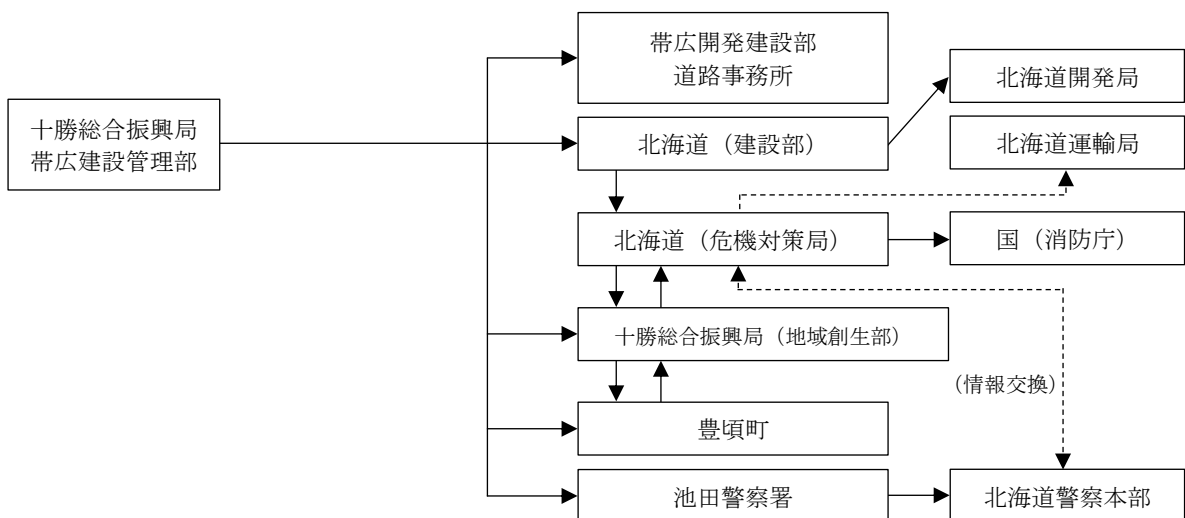 帯広開発建設部
道路事務所
北海道開発局
十勝総合振興局
帯広建設管理部
北海道（建設部）
北海道運輸局
北海道（危機対策局）
国（消防庁）
十勝総合振興局（地域創生部）
（情報交換）
豊頃町
池田警察署
北海道警察本部